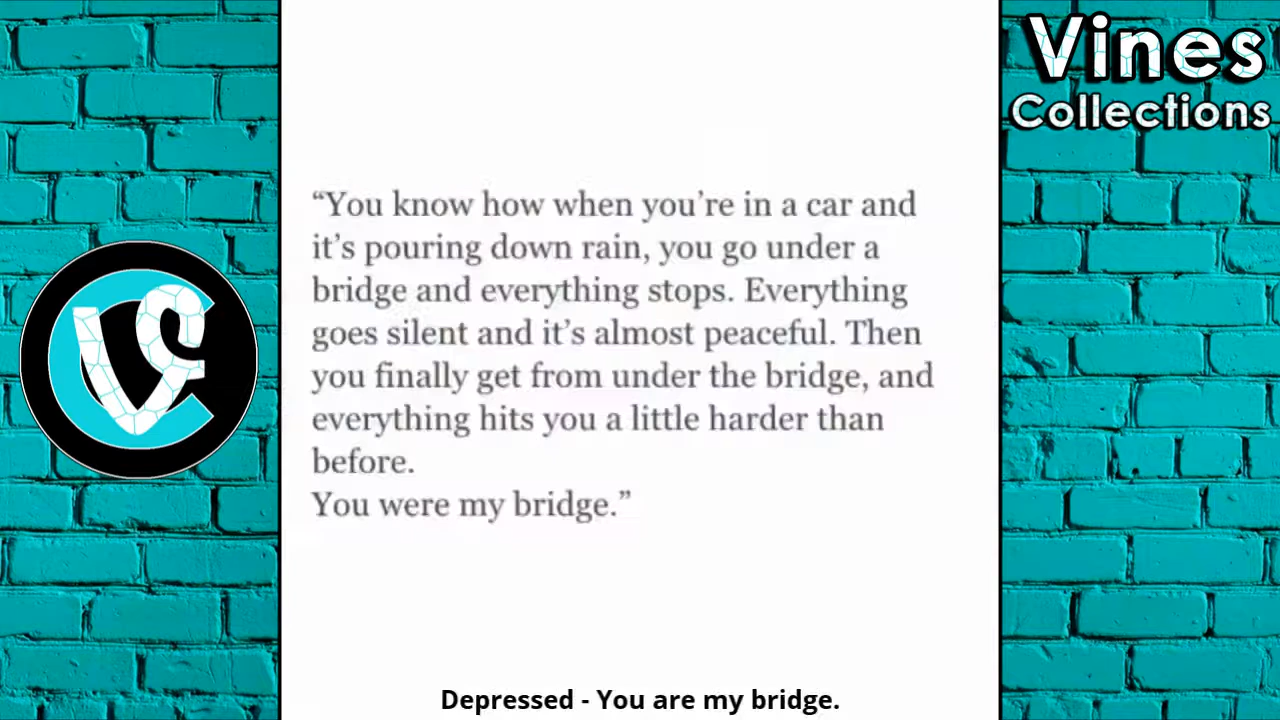 Vines
Collections
“You know how when you’re in a car and
it’s pouring down rain, you go under a
bridge and everything stops. Everything
goes silent and it’s almost peaceful. Then
you finally get from under the bridge, and
everything hits you a little harder than
before.
You were my bridge.”
Depressed - You are my bridge.